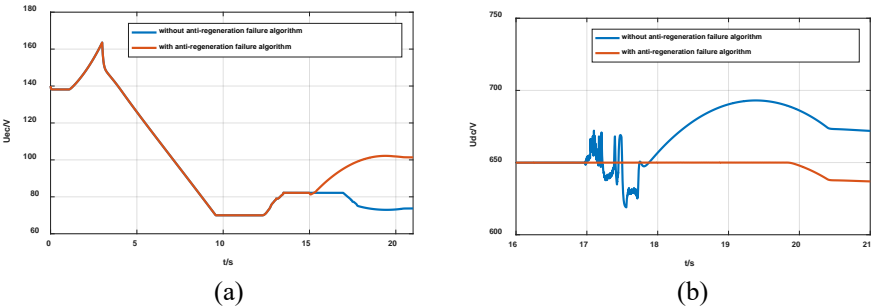 180
160
140
120
100
80
60
Uec/V
without anti-regeneration failure algorithm
with anti-regeneration failure algorithm
0
5
10
15
20
t/s
(a)
750
700
650
600
Udc/V
without anti-regeneration failure algorithm
with anti-regeneration failure algorithm
16
17
18
19
20
21
t/s
(b)